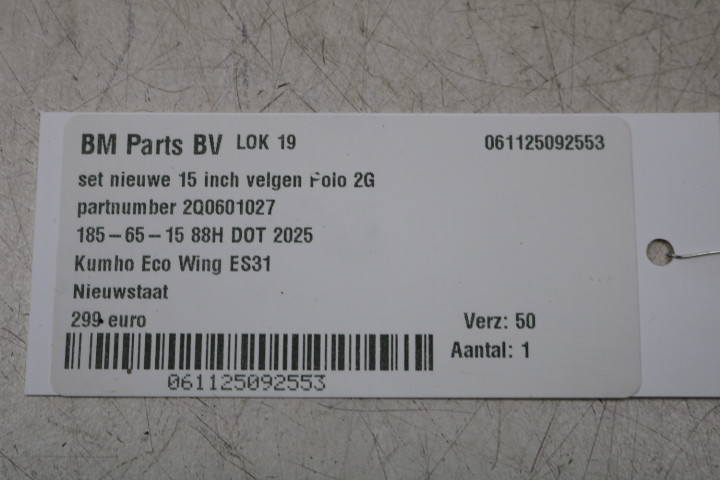 BM Parts BV LOK 19 061125092553
set nieuwe 15 inch velgen Polo 2G
partnumber 2Q0601027
185-65-15 88H DOT 2025
Kumho Eco Wing ES31
Nieuwstaat
299 euro Verz: 50
Aantal: 1
061125092553